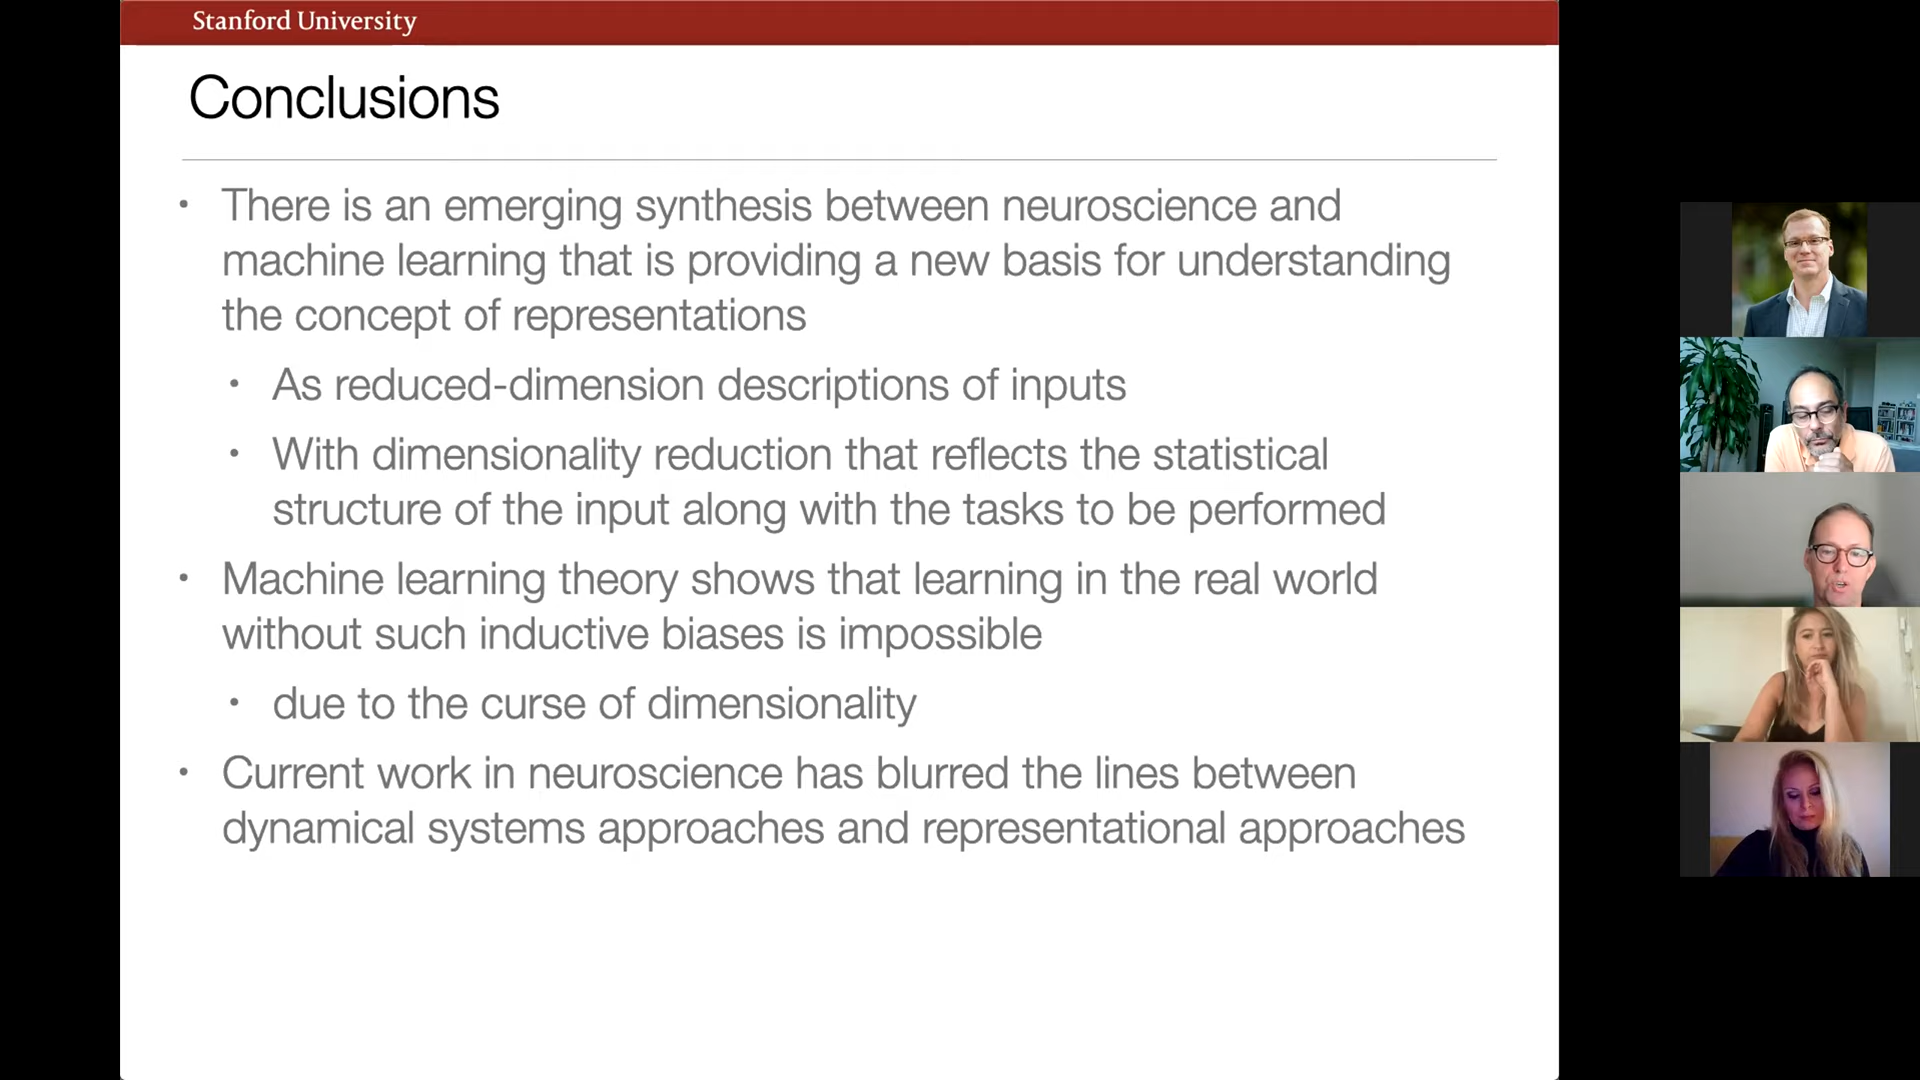 Stanford University
Conclusions
• There is an emerging synthesis between neuroscience and
machine learning that is providing a new basis for understanding
the concept of representations
• As reduced-dimension descriptions of inputs
• With dimensionality reduction that reflects the statistical
structure of the input along with the tasks to be performed
• Machine learning theory shows that learning in the real world
without such inductive biases is impossible
• due to the curse of dimensionality
• Current work in neuroscience has blurred the lines between
dynamical systems approaches and representational approaches